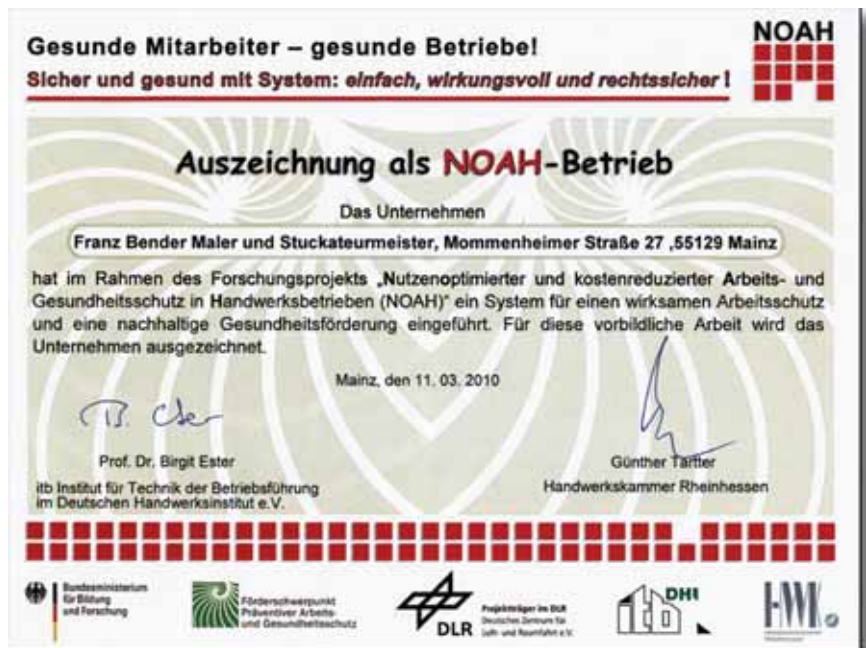 Gesunde Mitarbeiter – gesunde Betriebe!
Sicher und gesund mit System: einfach, wirkungsvoll und rechtssicher!
NOAH
Auszeichnung als NOAH-Betrieb
Das Unternehmen
Franz Bender Maler und Stuckateurmeister, Mommenheimer Straße 27 ,55129 Mainz
hat im Rahmen des Forschungsprojekts „Nutzenoptimierter und kostenreduzierter Arbeits- und
Gesundheitsschutz in Handwerksbetrieben (NOAH)" ein System für einen wirksamen Arbeitsschutz
und eine nachhaltige Gesundheitsförderung eingeführt. Für diese vorbildliche Arbeit wird das
Unternehmen ausgezeichnet.
Mainz, den 11. 03. 2010
Prof. Dr. Birgit Ester
itb Institut für Technik der Betriebsführung
im Deutschen Handwerksinstitut e.V.
Günther Tartter
Handwerkskammer Rheinhessen
Bundesministerium
für Bildung
und Forschung
Förderschwerpunkt
Präventiver Arbeits-
und Gesundheitsschutz
DLR
Projektträger im DLR
Deutsches Zentrum für
Luft- und Raumfahrt e.V.
itb
DHI
HWK